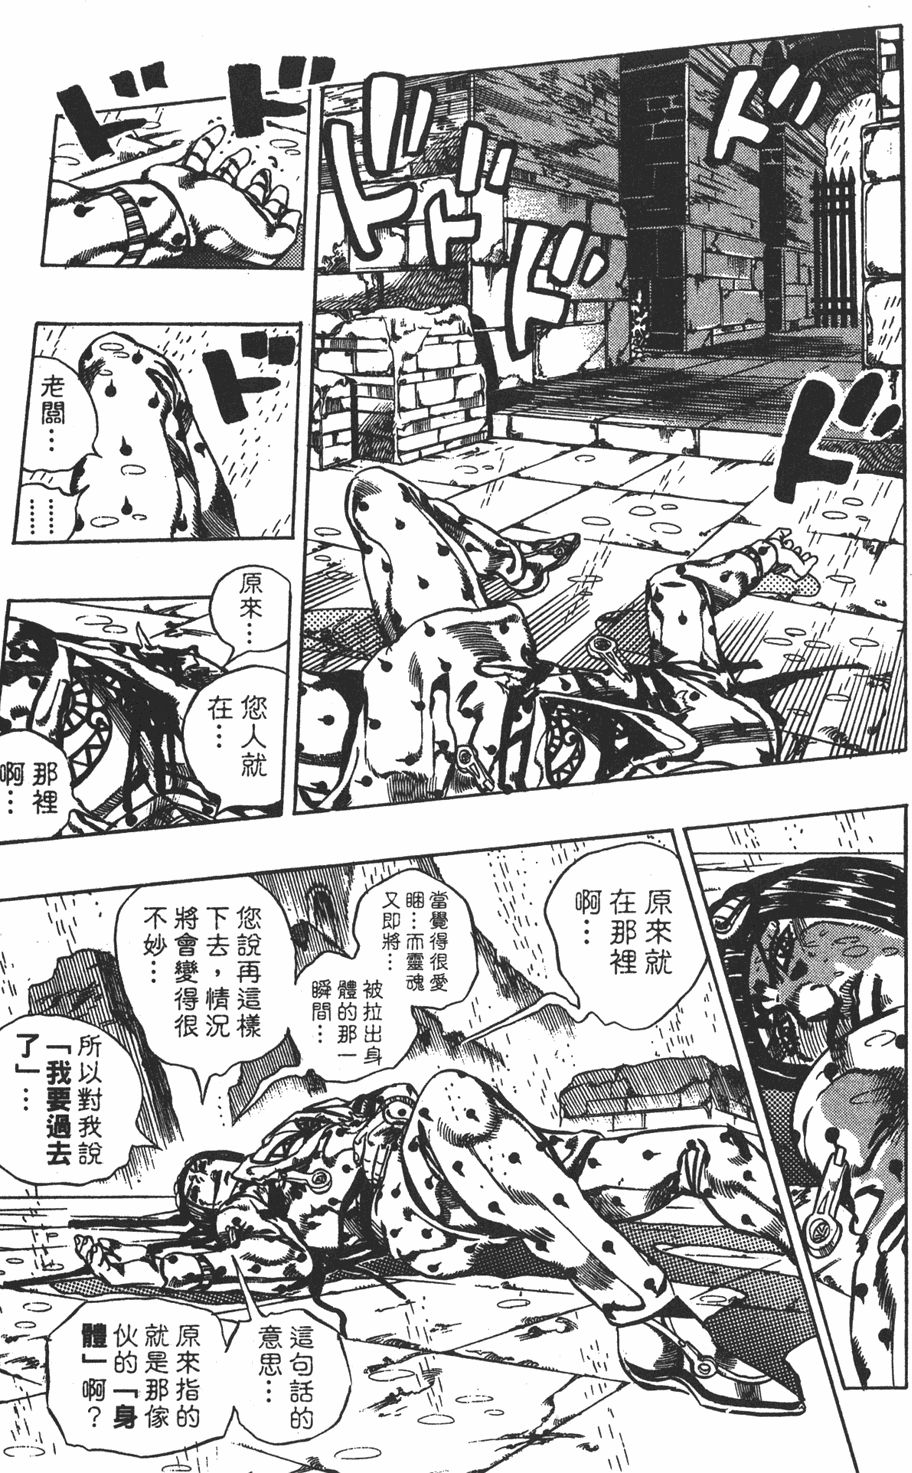 ド
ド
ド
ド
ド
ド
ド
ド
ド
老闆…
……
原來…
您人就
在…
那裡
啊…
原來就
在那裡
啊…
當覺得很愛
睏…而靈魂
又即將…
被拉出身
體的那一
瞬間…
您說再這樣
下去，情況
將會變得很
不妙…
所以對我說
「我要過去
了」…
這句話的
意思…
原來指的
就是那傢
伙的「身
體」啊？